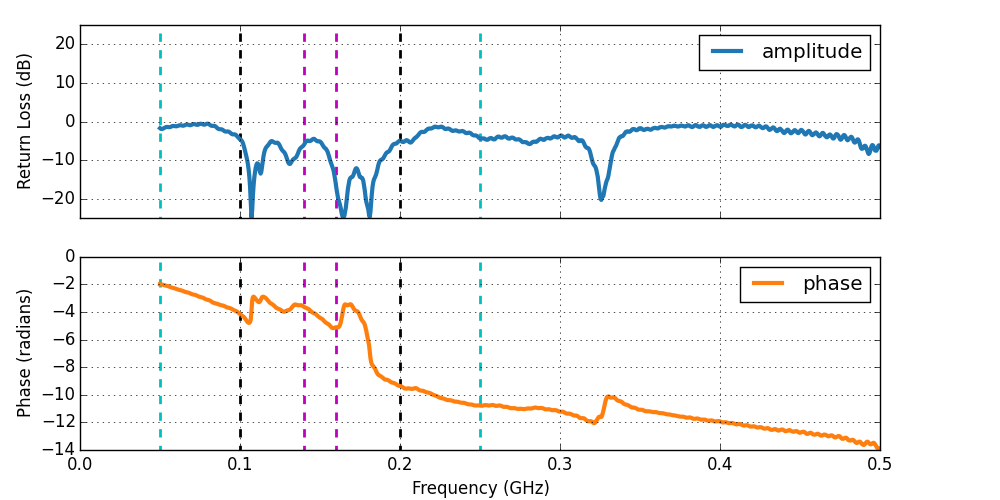 20
10
0
−10
−20
Return Loss (dB)
amplitude
0
−2
−4
−6
−8
−10
−12
−14
Phase (radians)
phase
0.0 0.1 0.2 0.3 0.4 0.5
Frequency (GHz)